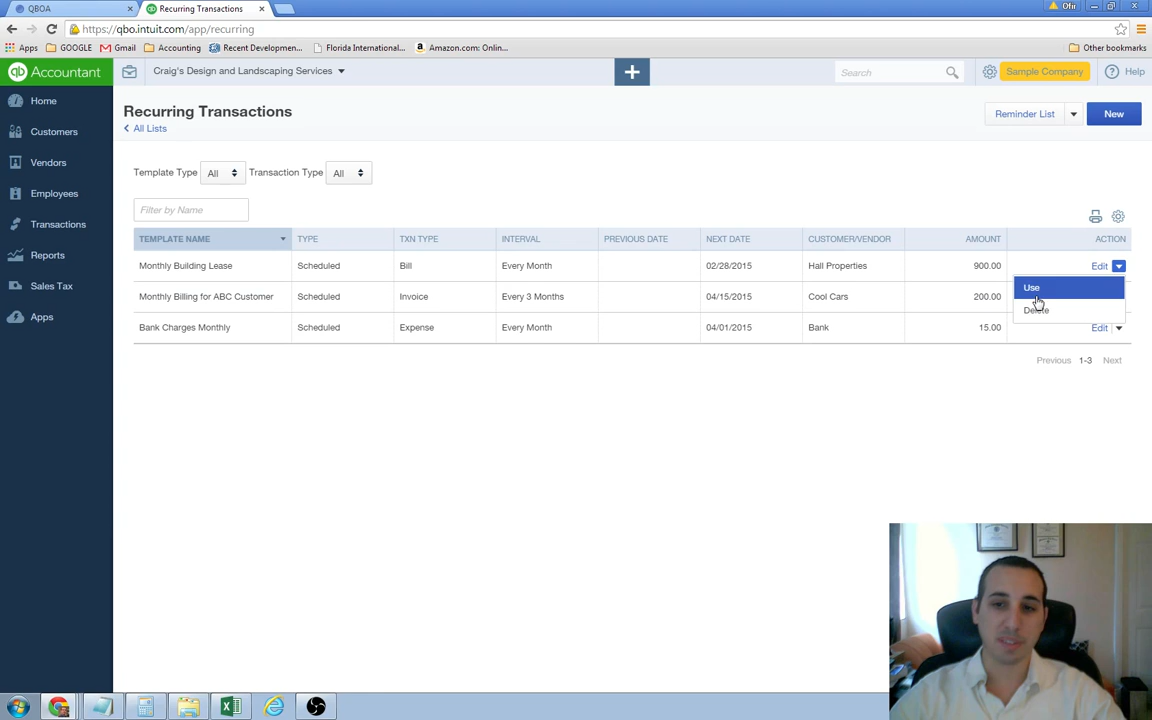 QBOA
Recurring Transactions
Ofii
https://qbo.intuit.com/app/recurring
Apps GOOGLE Gmail Accounting Recent Developmen... Florida International... Amazon.com: Onlin... Other bookmarks
qb Accountant Craig's Design and Landscaping Services Search Sample Company ? Help
Home
Customers
Vendors
Employees
Transactions
Reports
Sales Tax
Apps
Recurring Transactions
All Lists
Reminder List New
Template Type All Transaction Type All
Filter by Name
TEMPLATE NAME TYPE TXN TYPE INTERVAL PREVIOUS DATE NEXT DATE CUSTOMER/VENDOR AMOUNT ACTION
Monthly Building Lease Scheduled Bill Every Month 02/28/2015 Hall Properties 900.00 Edit
Use
Monthly Billing for ABC Customer Scheduled Invoice Every 3 Months 04/15/2015 Cool Cars 200.00
Delete
Bank Charges Monthly Scheduled Expense Every Month 04/01/2015 Bank 15.00 Edit
Previous 1-3 Next